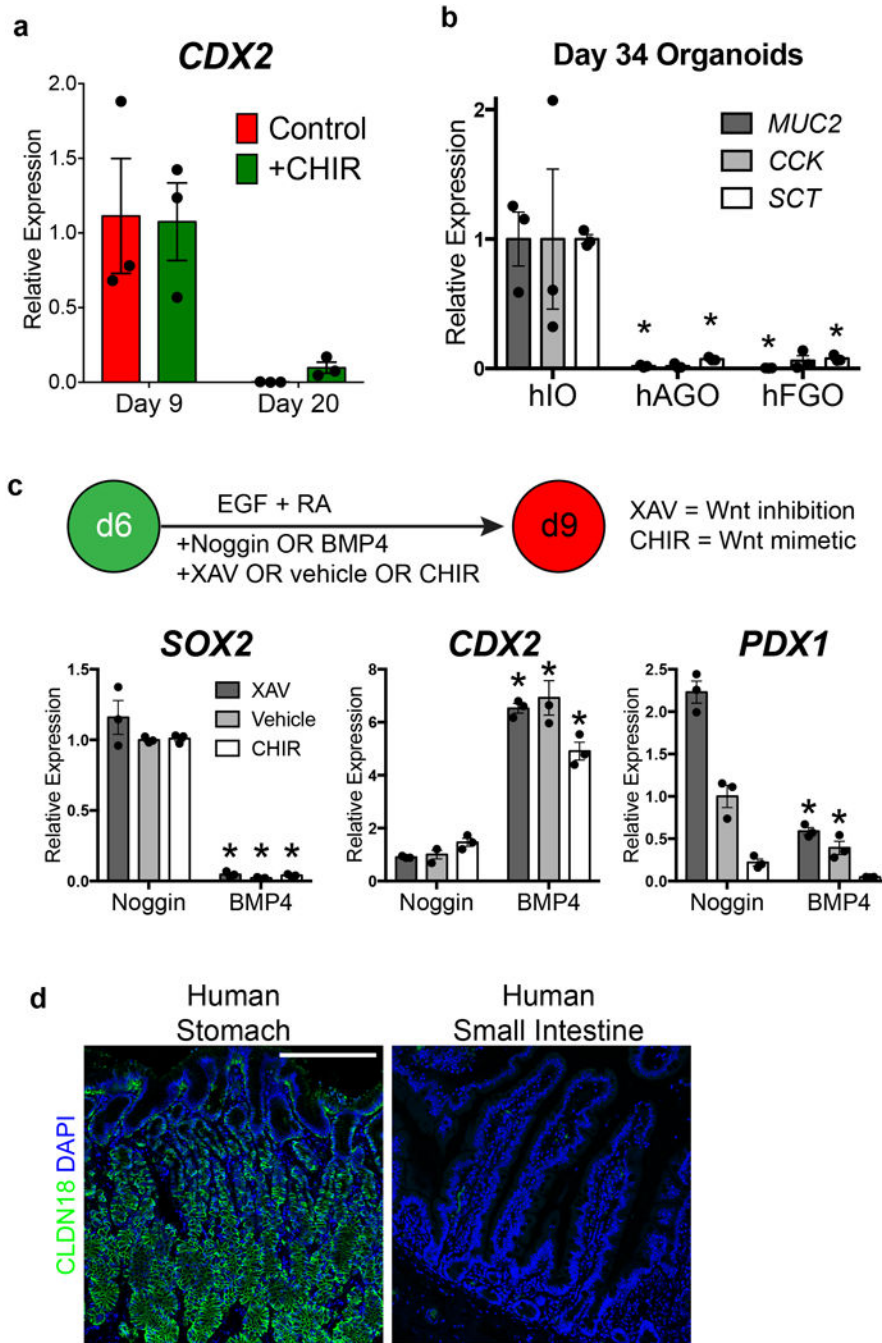 a
CDX2
Relative Expression
2.0
1.5
1.0
0.5
0.0
Control
+CHIR
Day 9 Day 20
b
Day 34 Organoids
Relative Expression
2
1
0
MUC2
CCK
SCT
* * * *
hIO hAGO hFGO
c
d6
EGF + RA
+Noggin OR BMP4
+XAV OR vehicle OR CHIR
d9
XAV = Wnt inhibition
CHIR = Wnt mimetic
SOX2
Relative Expression
1.5
1.0
0.5
0.0
XAV
Vehicle
CHIR
* * *
Noggin BMP4
CDX2
Relative Expression
8
6
4
2
0
* * *
Noggin BMP4
PDX1
Relative Expression
2.5
2.0
1.5
1.0
0.5
0.0
* *
Noggin BMP4
d
Human
Stomach
Human
Small Intestine
CLDN18 DAPI